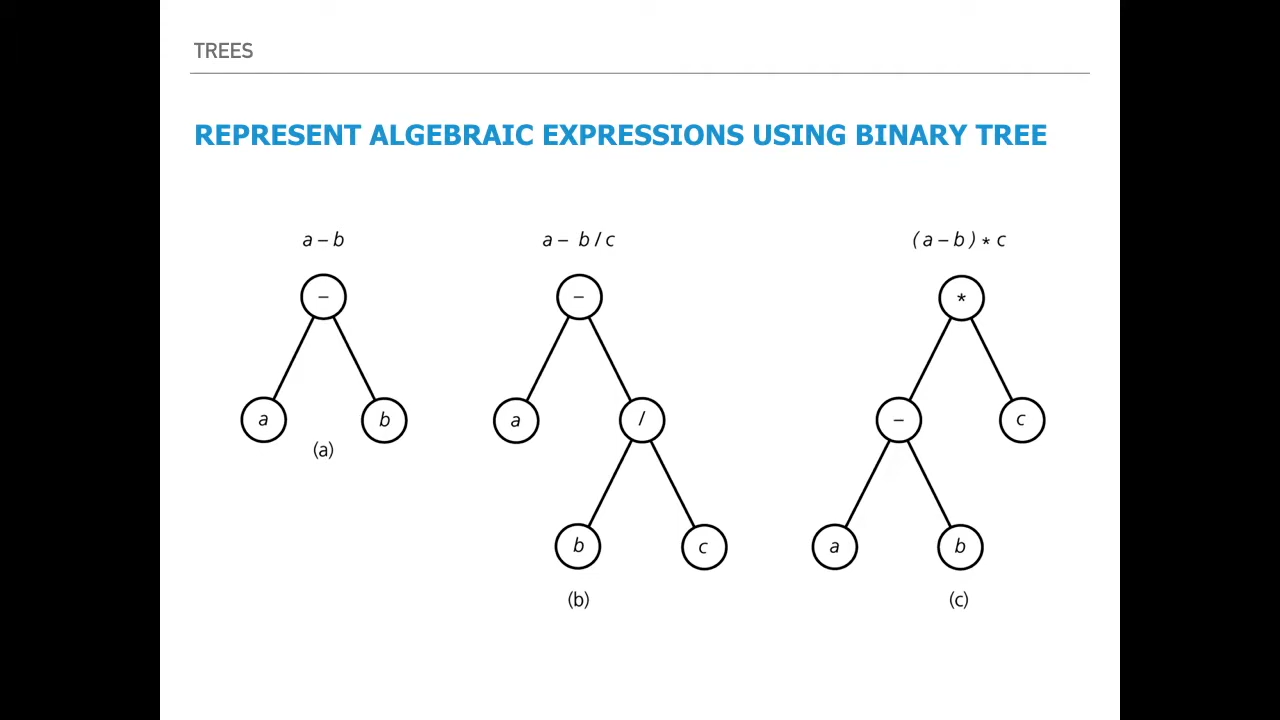 TREES
REPRESENT ALGEBRAIC EXPRESSIONS USING BINARY TREE
a – b
–
a
b
(a)
a – b / c
–
a
/
b
c
(b)
( a – b ) * c
*
–
c
a
b
(c)